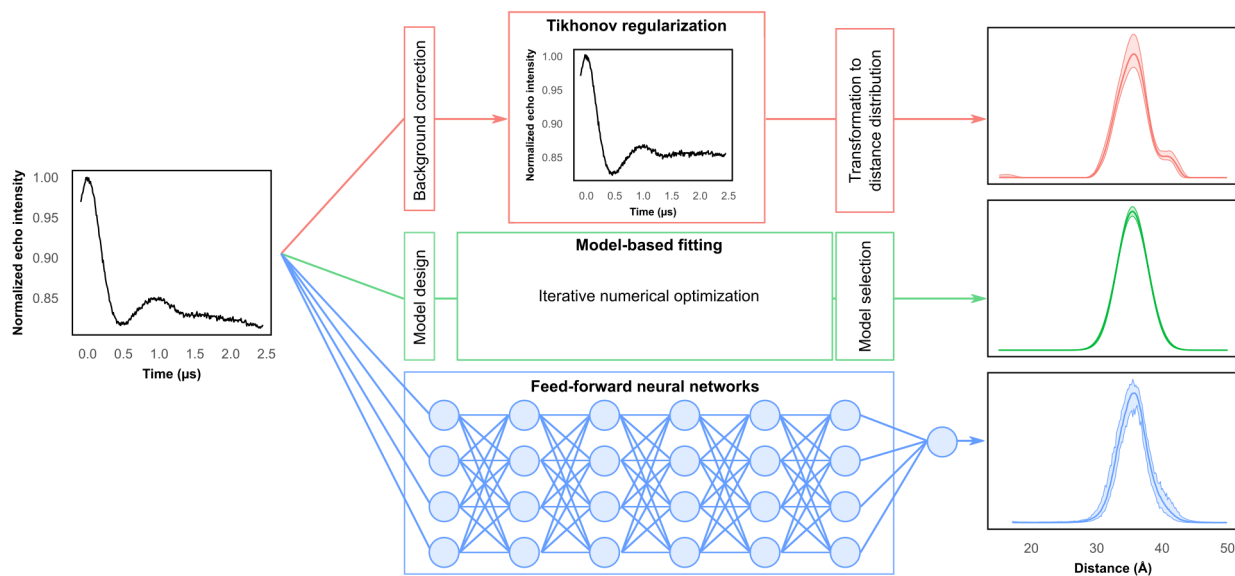 Normalized echo intensity
1.00
0.95
0.90
0.85
0.0 0.5 1.0 1.5 2.0 2.5
Time (µs)
Background correction
Tikhonov regularization
Normalized echo intensity
1.00
0.95
0.90
0.85
0.0 0.5 1.0 1.5 2.0 2.5
Time (µs)
Transformation to
distance distribution
Model design
Model-based fitting
Iterative numerical optimization
Model selection
Feed-forward neural networks
20 30 40 50
Distance (Å)